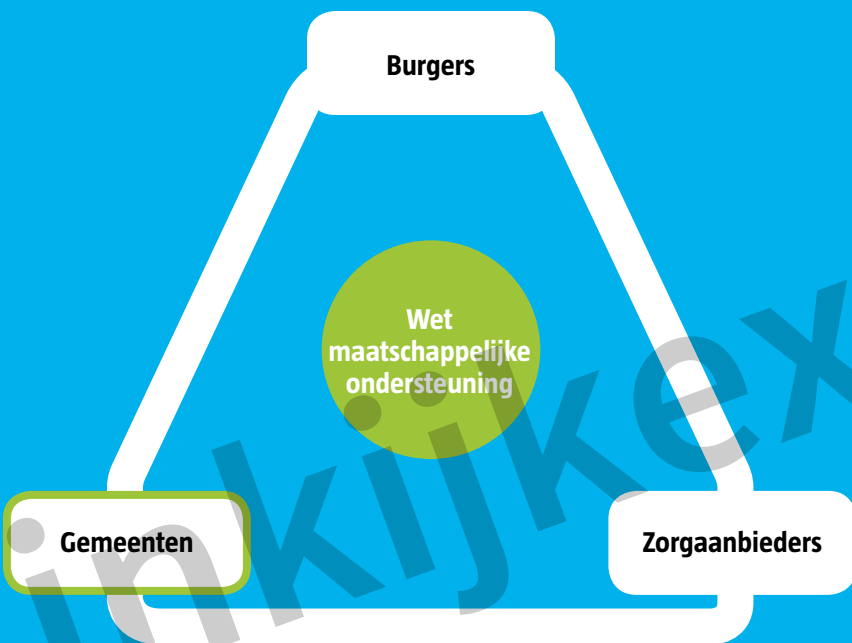 Burgers
Wet
maatschappelijke
ondersteuning
Gemeenten
Zorgaanbieders
inkijkex